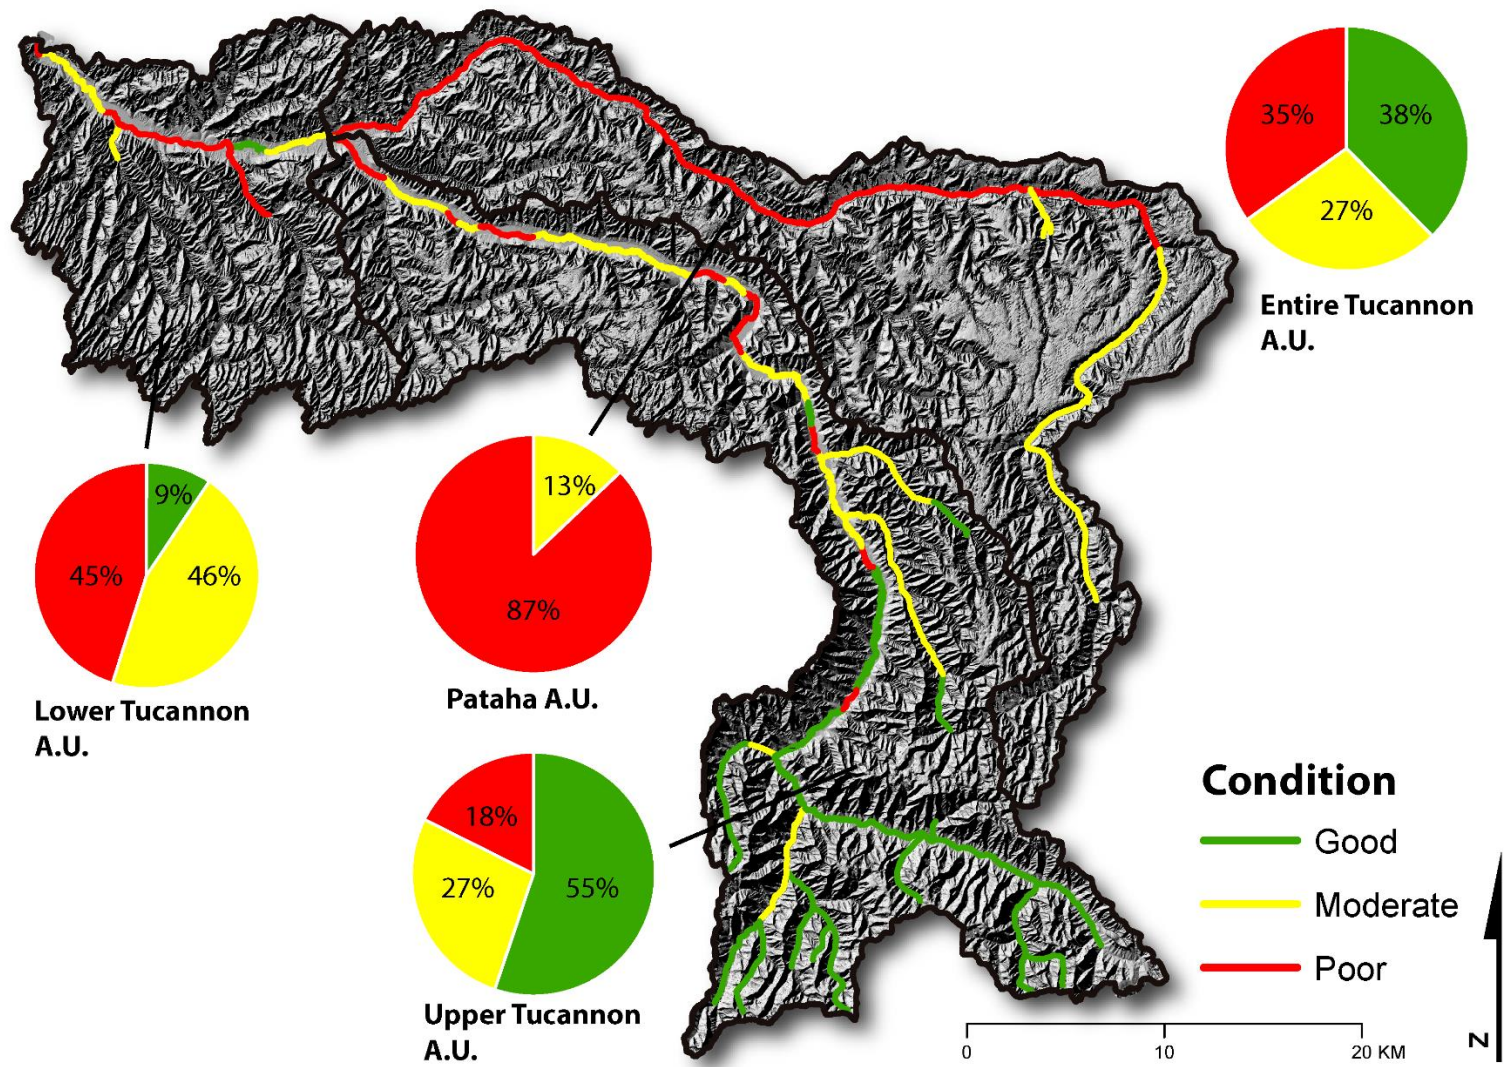 35%
38%
27%
Entire Tucannon
A.U.
9%
45%
46%
Lower Tucannon
A.U.
13%
87%
Pataha A.U.
18%
27%
55%
Upper Tucannon
A.U.
Condition
Good
Moderate
Poor
0
10
20 KM
N